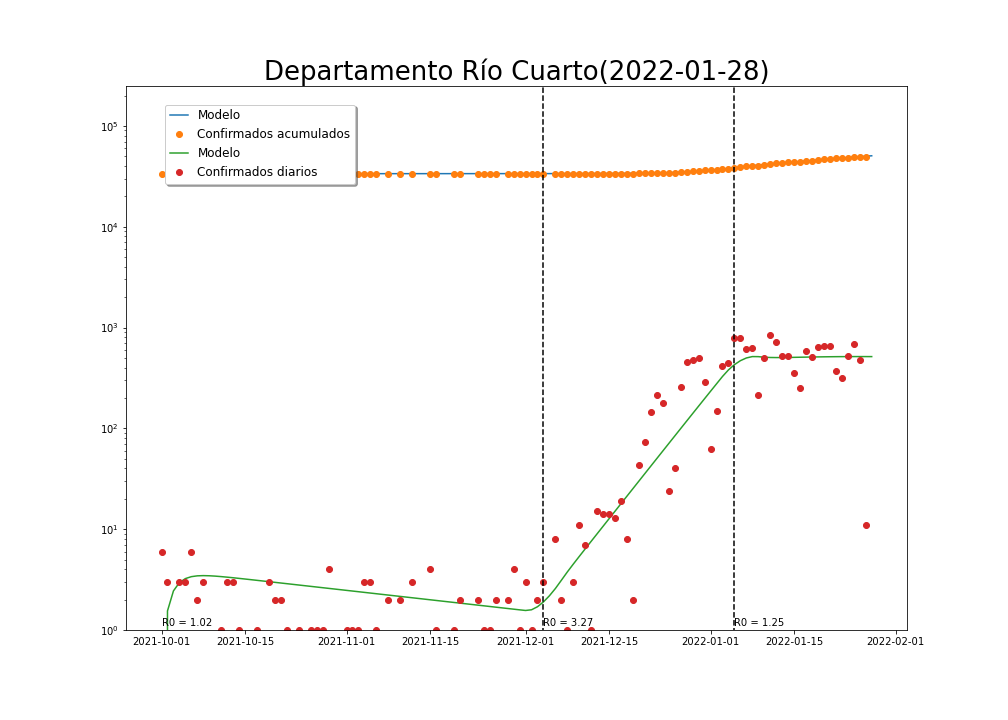 Departamento Río Cuarto(2022-01-28)
Modelo
Confirmados acumulados
Modelo
Confirmados diarios
10⁵
10⁴
10³
10²
10¹
10⁰
R0 = 1.02
R0 = 3.27
R0 = 1.25
2021-10-01
2021-10-15
2021-11-01
2021-11-15
2021-12-01
2021-12-15
2022-01-01
2022-01-15
2022-02-01